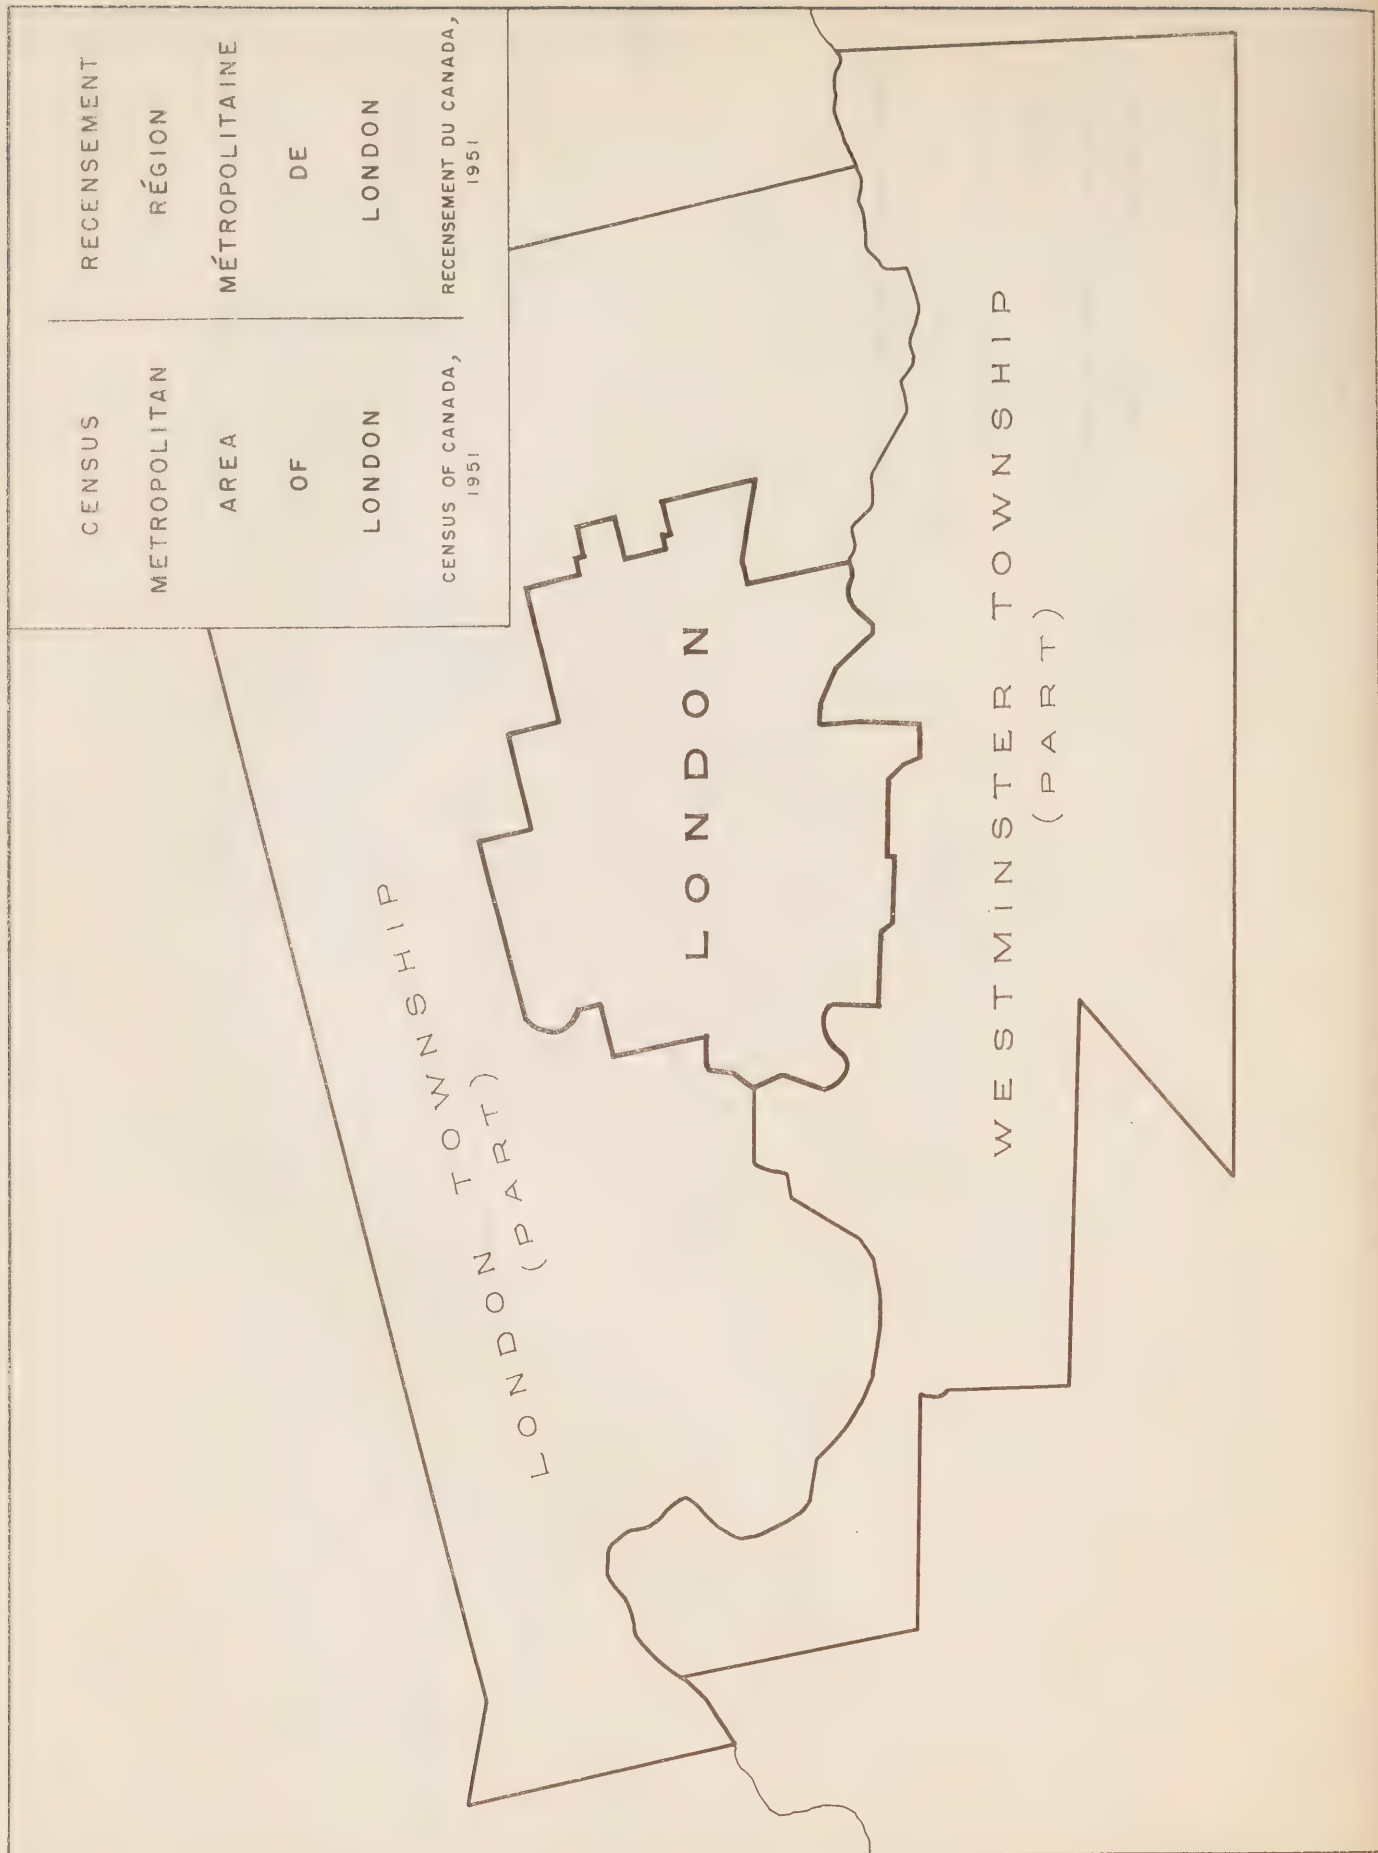 CENSUS
METROPOLITAN
AREA
OF
LONDON
CENSUS OF CANADA,
1951
RECENSEMENT
RÉGION
MÉTROPOLITAINE
DE
LONDON
RECENSEMENT DU CANADA,
1951
LONDON TOWNSHIP
(PART)
LONDON
WESTMINSTER TOWNSHIP
(PART)